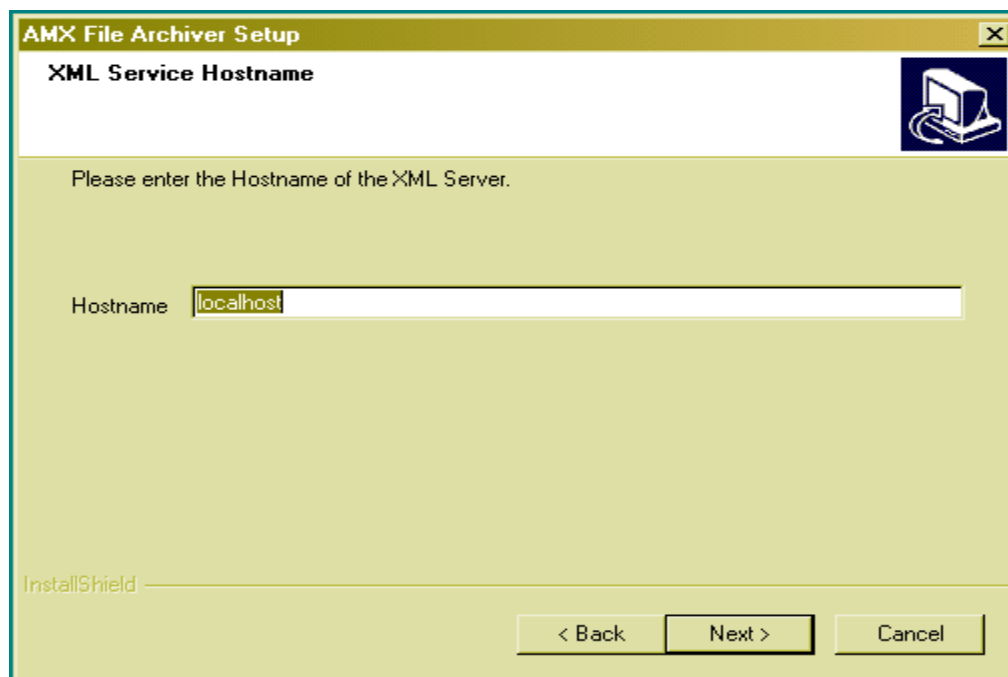 AMX File Archiver Setup
XML Service Hostname
Please enter the Hostname of the XML Server.
Hostname localhost
InstallShield
< Back Next > Cancel